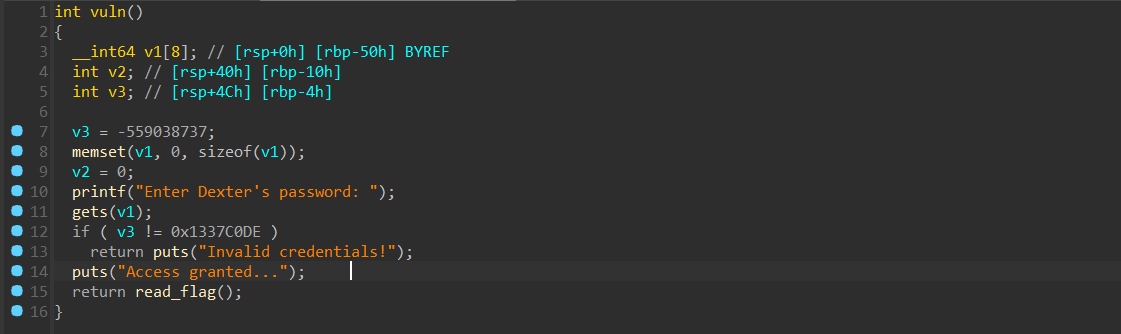 1 int vuln()
2 {
3   __int64 v1[8]; // [rsp+0h] [rbp-50h] BYREF
4   int v2; // [rsp+40h] [rbp-10h]
5   int v3; // [rsp+4Ch] [rbp-4h]
6
7   v3 = -559038737;
8   memset(v1, 0, sizeof(v1));
9   v2 = 0;
10   printf("Enter Dexter's password: ");
11   gets(v1);
12   if ( v3 != 0x1337C0DE )
13     return puts("Invalid credentials!");
14   puts("Access granted...");
15   return read_flag();
16 }